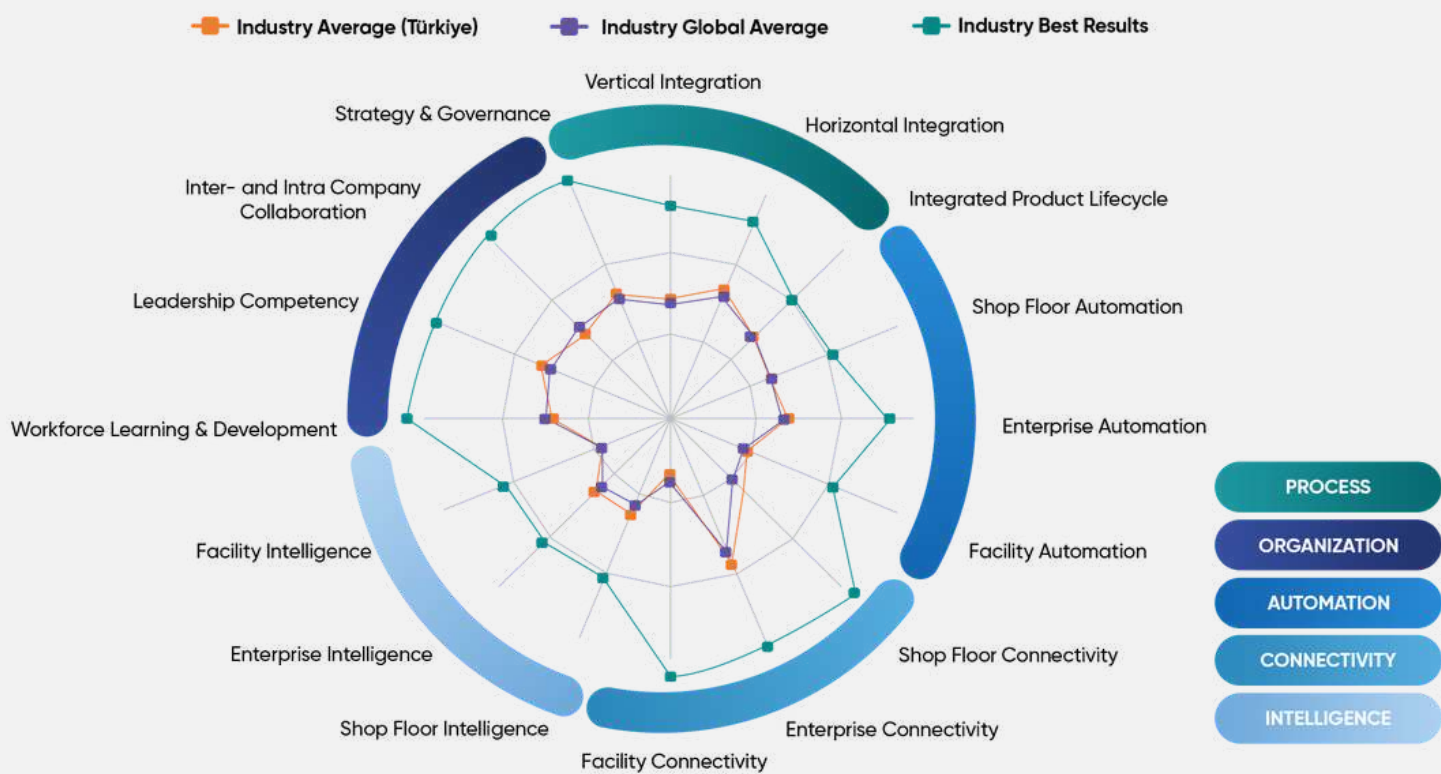 Industry Average (Türkiye)
Industry Global Average
Industry Best Results
Vertical Integration
Strategy & Governance
Horizontal Integration
Inter- and Intra Company
Collaboration
Integrated Product Lifecycle
Leadership Competency
Shop Floor Automation
Workforce Learning & Development
Enterprise Automation
Facility Intelligence
Facility Automation
Enterprise Intelligence
Shop Floor Connectivity
Shop Floor Intelligence
Enterprise Connectivity
Facility Connectivity
PROCESS
ORGANIZATION
AUTOMATION
CONNECTIVITY
INTELLIGENCE